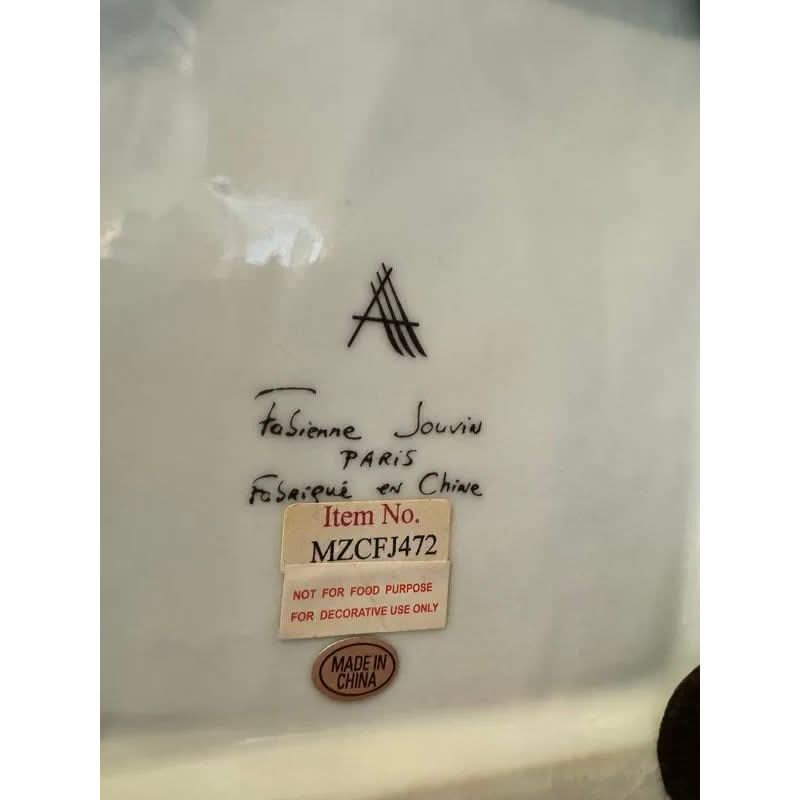 Fabienne Jouvin
PARIS
Fabriqué en Chine
Item No.
MZCFJ472
NOT FOR FOOD PURPOSE
FOR DECORATIVE USE ONLY
MADE IN
CHINA